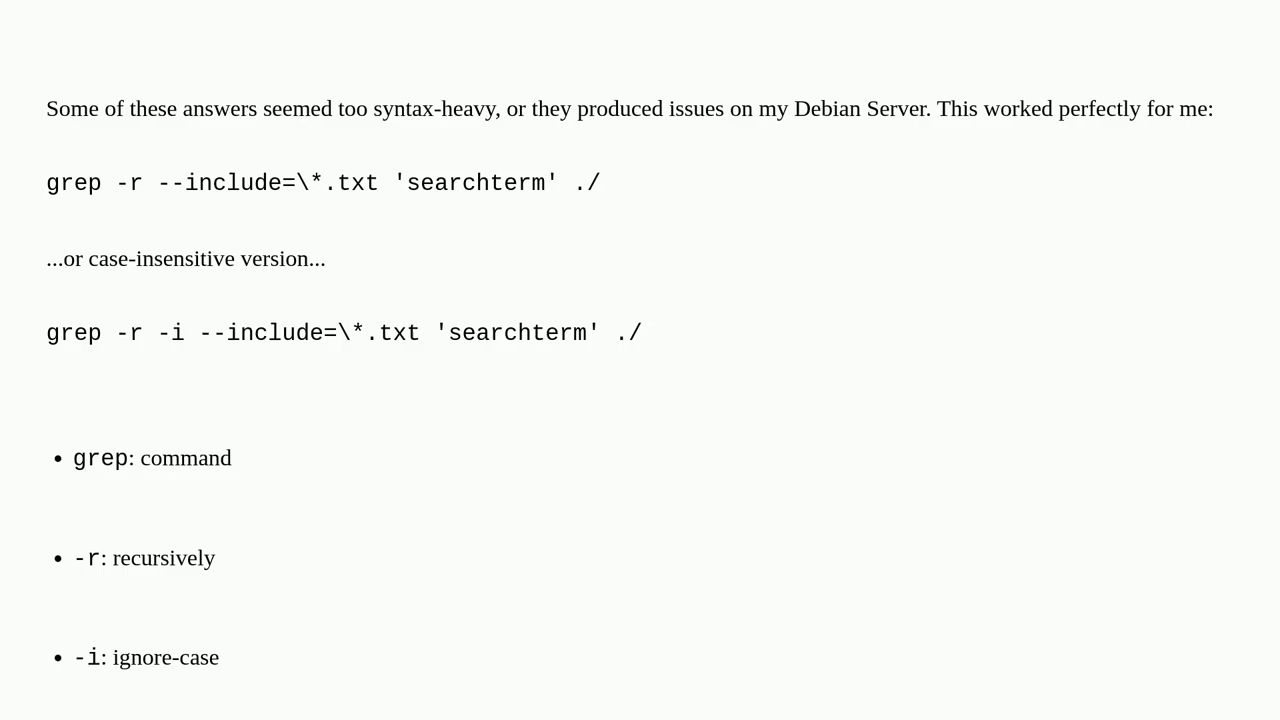 Some of these answers seemed too syntax-heavy, or they produced issues on my Debian Server. This worked perfectly for me:
grep -r --include=\*.txt 'searchterm' ./
...or case-insensitive version...
grep -r -i --include=\*.txt 'searchterm' ./
• grep: command
• -r: recursively
• -i: ignore-case